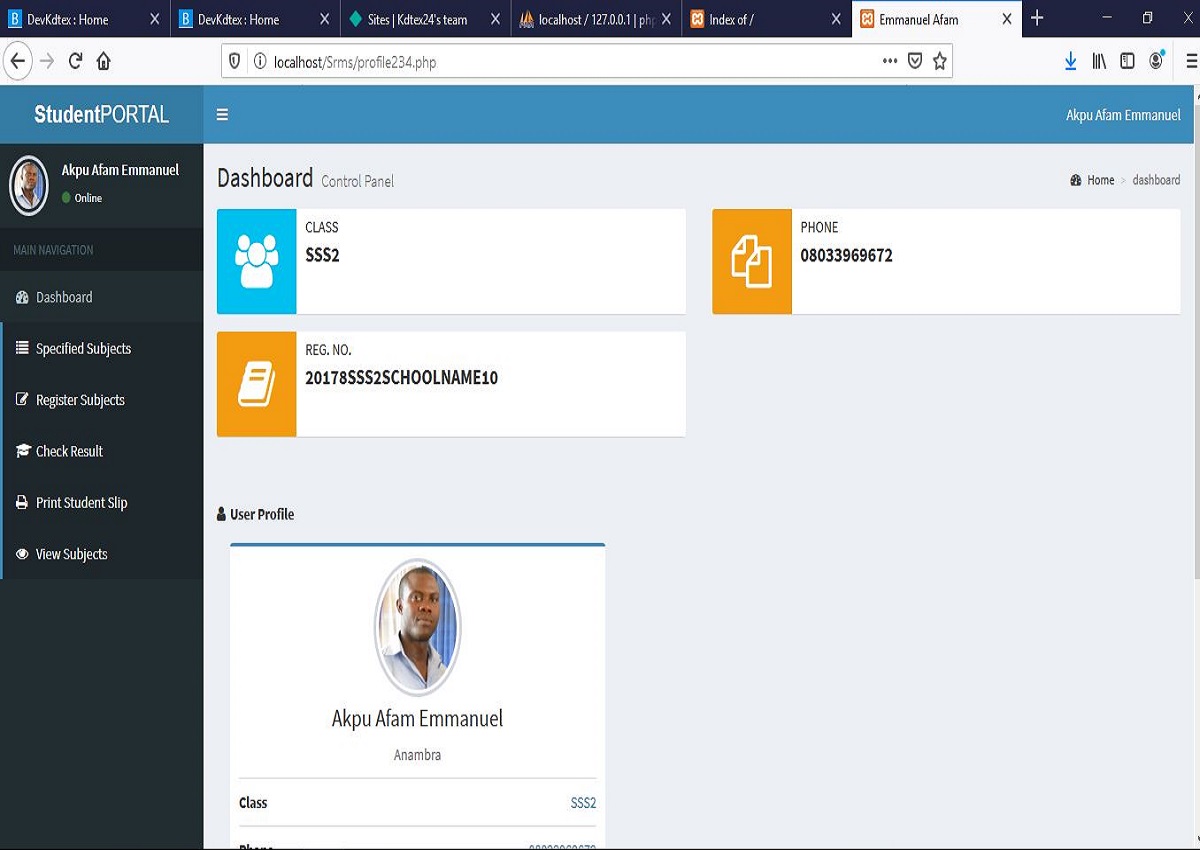 DevKdtex : Home
DevKdtex : Home
Sites | Kdtex24's team
localhost / 127.0.0.1 | php
Index of /
Emmanuel Afam
localhost/Srms/profile234.php
StudentPORTAL
Akpu Afam Emmanuel
Akpu Afam Emmanuel
Online
MAIN NAVIGATION
Dashboard
Specified Subjects
Register Subjects
Check Result
Print Student Slip
View Subjects
Dashboard Control Panel
Home > dashboard
CLASS
SSS2
PHONE
08033969672
REG. NO.
20178SSS2SCHOOLNAME10
User Profile
Akpu Afam Emmanuel
Anambra
Class SSS2
Phone 08033969672